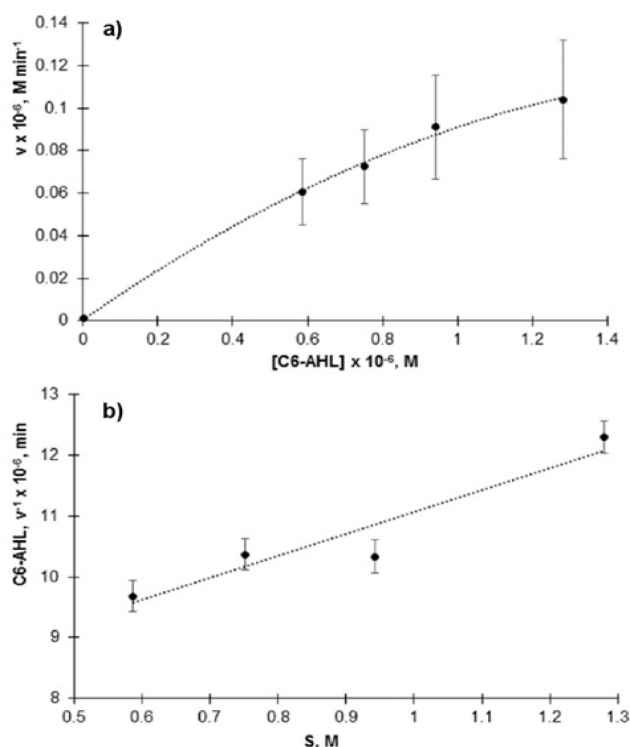 a)
v x 10⁻⁶, M min⁻¹
0.14
0.12
0.1
0.08
0.06
0.04
0.02
0
0 0.2 0.4 0.6 0.8 1 1.2 1.4
[C6-AHL] x 10⁻⁶, M
b)
C6-AHL, v⁻¹ x 10⁻⁶, min
13
12
11
10
9
8
0.5 0.6 0.7 0.8 0.9 1 1.1 1.2 1.3
S, M